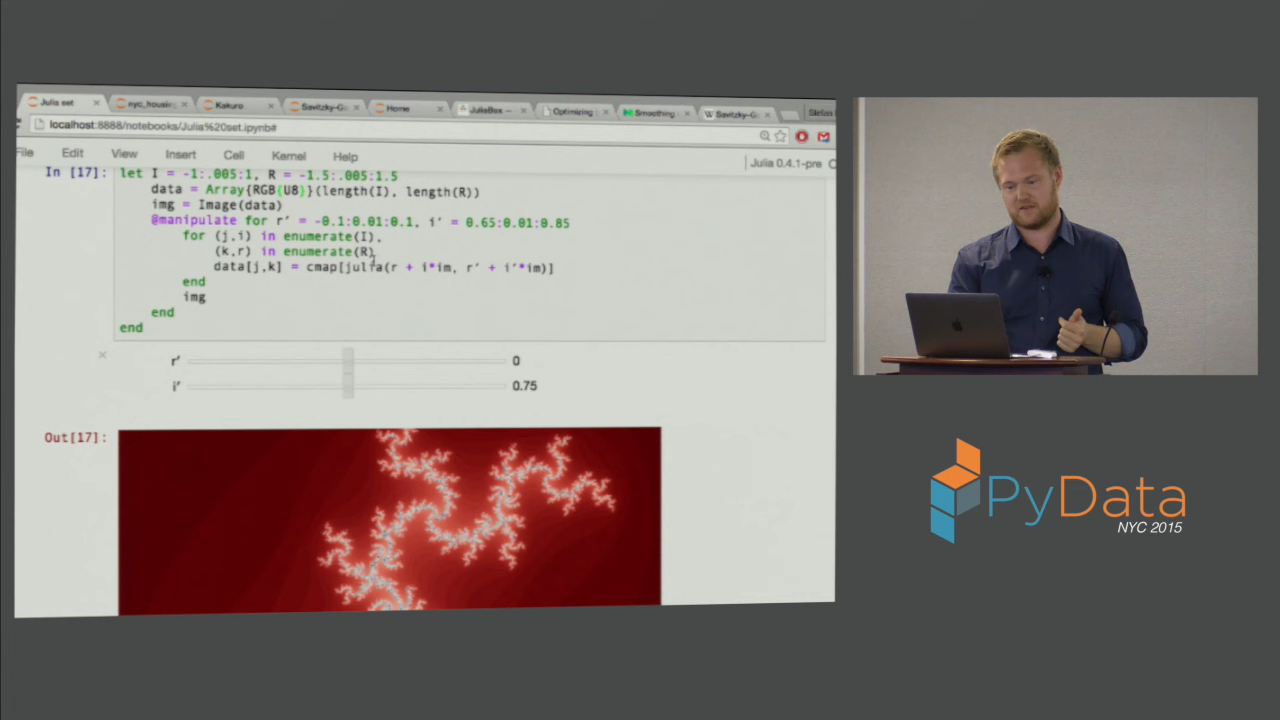 Julia set
nyc_housin
Kakuro
Savitzky-G
Home
JuliaBox —
Optimizing
Smoothing
Savitzky-G
Stefan
localhost:8888/notebooks/Julia%20set.ipynb#
File Edit View Insert Cell Kernel Help
Julia 0.4.1-pre
In [17]: let I = -1:.005:1, R = -1.5:.005:1.5
data = Array{RGB{U8}}(length(I), length(R))
img = Image(data)
@manipulate for r′ = -0.1:0.01:0.1, i′ = 0.65:0.01:0.85
for (j,i) in enumerate(I),
(k,r) in enumerate(R)
data[j,k] = cmap[julia(r + i*im, r′ + i′*im)]
end
img
end
end
r′ 0
i′ 0.75
Out[17]:
PyData
NYC 2015